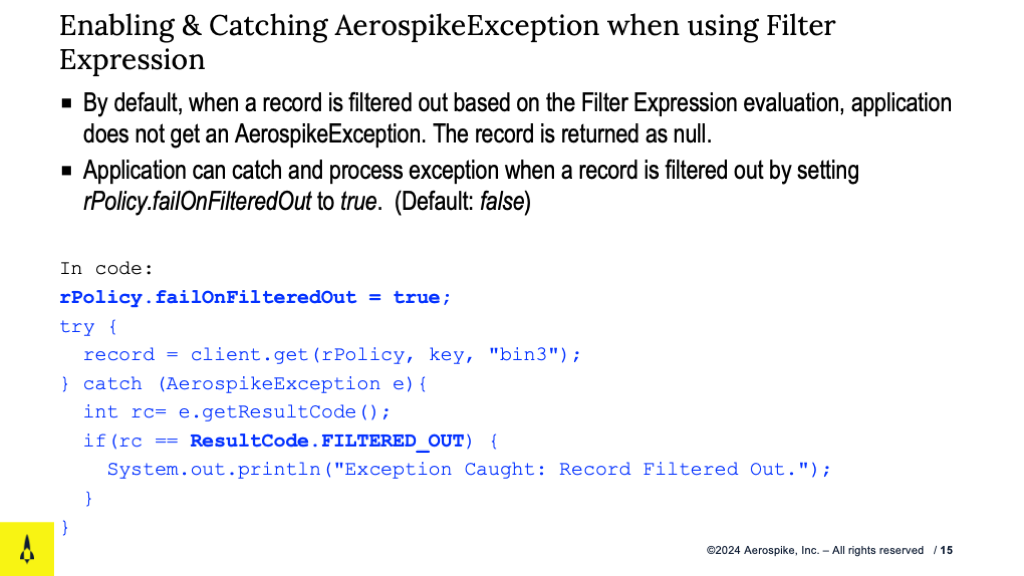 Enabling & Catching AerospikeException when using Filter
Expression
▪ By default, when a record is filtered out based on the Filter Expression evaluation, application
does not get an AerospikeException. The record is returned as null.
▪ Application can catch and process exception when a record is filtered out by setting
rPolicy.failOnFilteredOut to true.  (Default: false)
In code:
rPolicy.failOnFilteredOut = true;
try {
  record = client.get(rPolicy, key, "bin3");
} catch (AerospikeException e){
  int rc= e.getResultCode();
  if(rc == ResultCode.FILTERED_OUT) {
    System.out.println("Exception Caught: Record Filtered Out.");
  }
}
©2024 Aerospike, Inc. – All rights reserved / 15